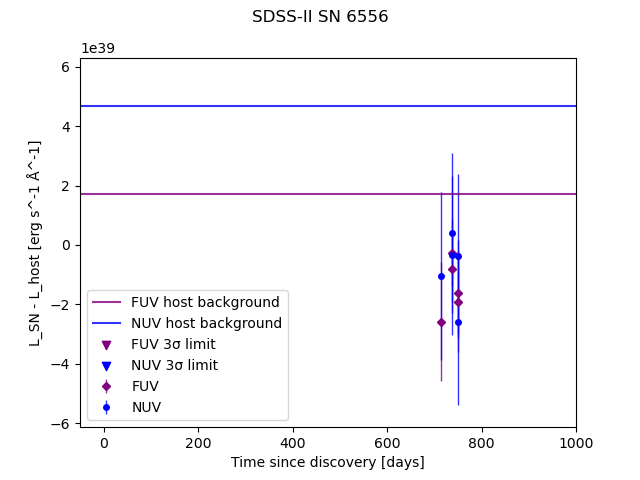 SDSS-II SN 6556
1e39
6
4
2
0
−2
−4
−6
L_SN - L_host [erg s^-1 Å^-1]
FUV host background
NUV host background
FUV 3σ limit
NUV 3σ limit
FUV
NUV
0 200 400 600 800 1000
Time since discovery [days]